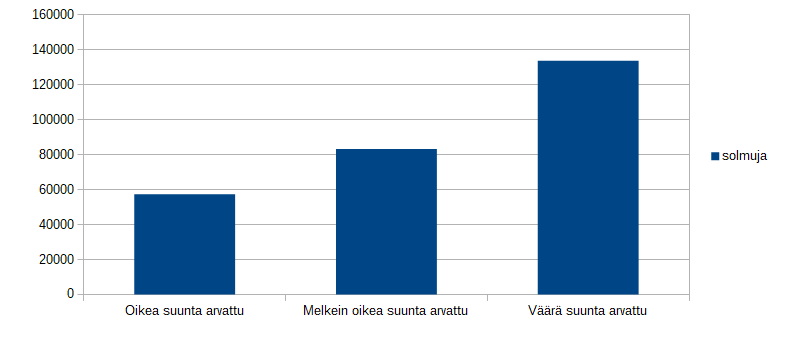 160000
140000
120000
100000
80000
60000
40000
20000
0
Oikea suunta arvattu
Melkein oikea suunta arvattu
Väärä suunta arvattu
solmuja